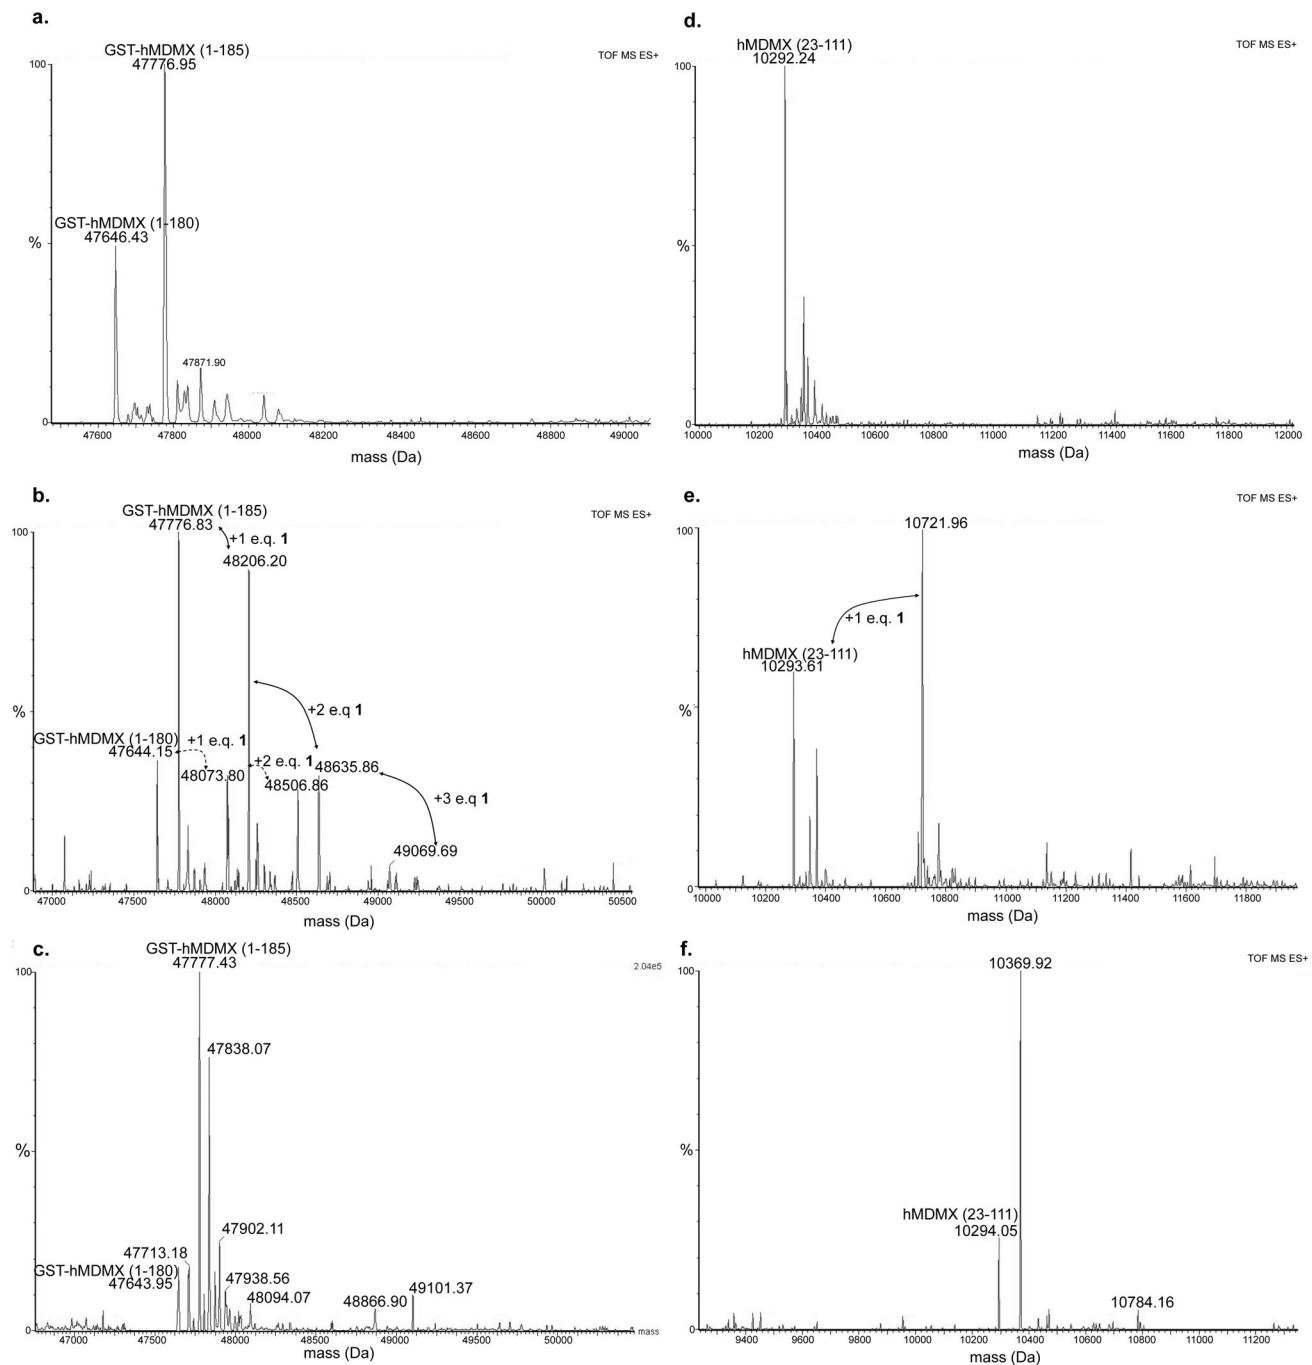 a.
GST-hMDMX (1-185)
47776.95
TOF MS ES+
100
GST-hMDMX (1-180)
47646.43
%
47871.90
0
47600 47800 48000 48200 48400 48600 48800 49000
mass (Da)
d.
hMDMX (23-111)
10292.24
TOF MS ES+
100
%
0
10000 10200 10400 10600 10800 11000 11200 11400 11600 11800 12000
mass (Da)
b.
GST-hMDMX (1-185)
47776.83
TOF MS ES+
100
+1 e.q. 1
48206.20
%
+2 e.q 1
GST-hMDMX (1-180)
47644.15
+1 e.q. 1
48073.80
+2 e.q. 1
48506.86
48635.86
+3 e.q 1
49069.69
0
47000 47500 48000 48500 49000 49500 50000 50500
mass (Da)
e.
TOF MS ES+
10721.96
100
+1 e.q. 1
hMDMX (23-111)
10293.61
%
0
10000 10200 10400 10600 10800 11000 11200 11400 11600 11800
mass (Da)
c.
GST-hMDMX (1-185)
47777.43
2.04e5
100
47838.07
%
47902.11
47713.18
GST-hMDMX (1-180)
47643.95
47938.56
48094.07
48866.90
49101.37
0
47000 47500 48000 48500 49000 49500 50000
mass
mass (Da)
f.
10369.92
TOF MS ES+
100
%
hMDMX (23-111)
10294.05
10784.16
0
9400 9600 9800 10000 10200 10400 10600 10800 11000 11200
mass (Da)